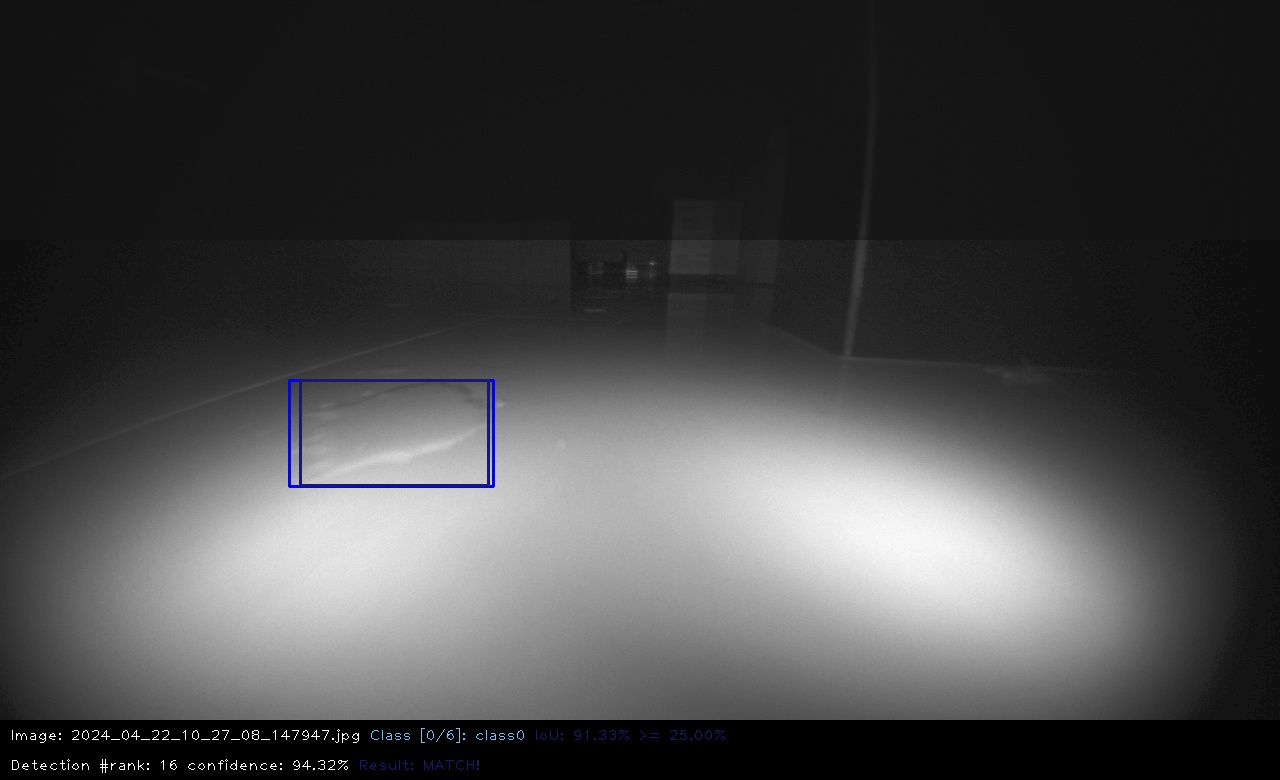 Image: 2024_04_22_10_27_08_147947.jpg Class [0/6]: class0 IoU: 91.33% >= 25.00%
Detection #rank: 16 confidence: 94.32% Result: MATCH!